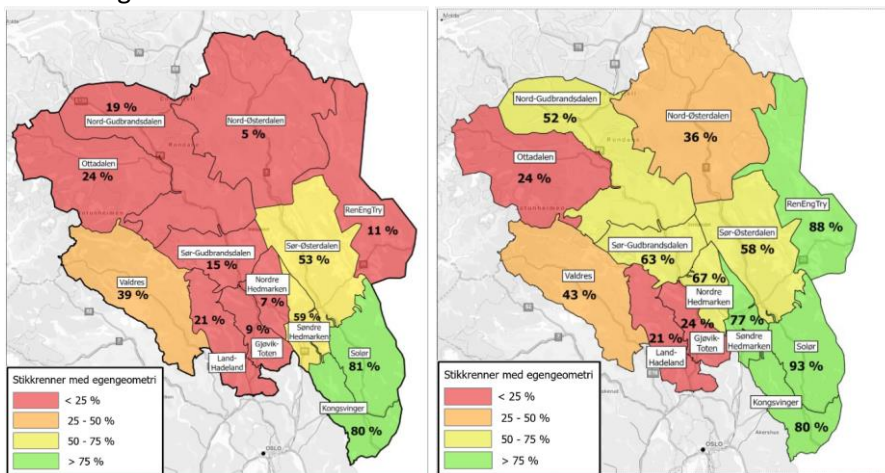 19 %
Nord-Gudbrandsdalen
Nord-Østerdalen
5 %
Ottadalen
24 %
RenEngTry
11 %
Sør-Østerdalen
53 %
Sør-Gudbrandsdalen
15 %
Valdres
39 %
Nordre
Hedmarken
7 %
21 %
9 %
59 %
Gjøvik-
Toten
Søndre
Hedmarken
Land-
Hadeland
Solør
81 %
Kongsvinger
80 %
OSLO
Stikkrenner med egengeometri
< 25 %
25 - 50 %
50 - 75 %
> 75 %
Nord-Gudbrandsdalen
52 %
Nord-Østerdalen
36 %
Ottadalen
24 %
RenEngTry
88 %
Sør-Østerdalen
58 %
Sør-Gudbrandsdalen
63 %
Valdres
43 %
67 %
Nordre
Hedmarken
24 %
77 %
21 %
Gjøvik-
Toten
Søndre
Hedmarken
Land-
Hadeland
Solør
93 %
Kongsvinger
80 %
OSLO
Stikkrenner med egengeometri
< 25 %
25 - 50 %
50 - 75 %
> 75 %